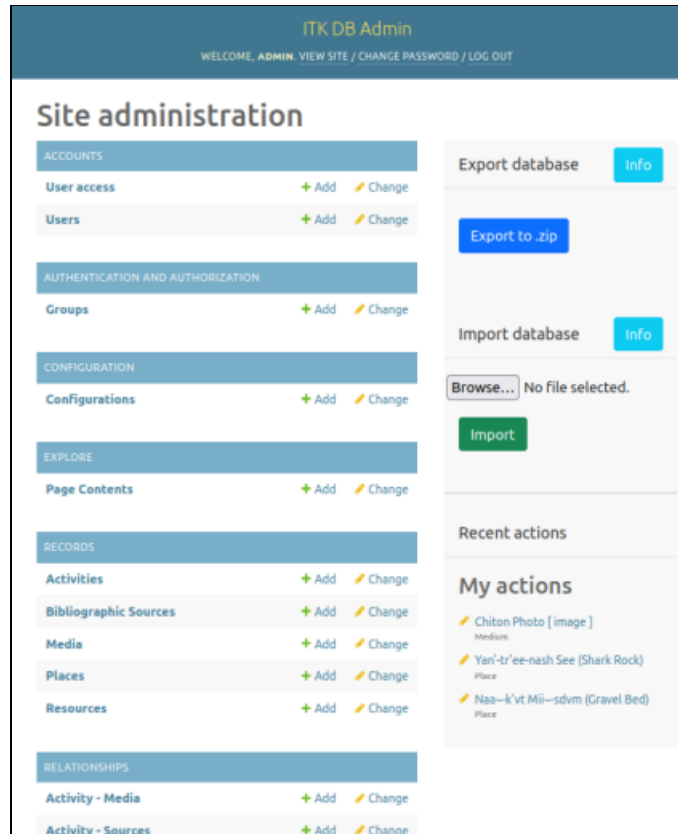 ITK DB Admin
WELCOME, ADMIN. VIEW SITE / CHANGE PASSWORD / LOG OUT
Site administration
ACCOUNTS
User access + Add Change
Users + Add Change
AUTHENTICATION AND AUTHORIZATION
Groups + Add Change
CONFIGURATION
Configurations + Add Change
EXPLORE
Page Contents + Add Change
RECORDS
Activities + Add Change
Bibliographic Sources + Add Change
Media + Add Change
Places + Add Change
Resources + Add Change
RELATIONSHIPS
Activity - Media + Add Change
Activity - Sources + Add Change
Export database Info
Export to .zip
Import database Info
Browse... No file selected.
Import
Recent actions
My actions
Chiton Photo [ image ]
Medium
Yan'-tr'ee-nash See (Shark Rock)
Place
Naa~-k'vt Mii~-sdvm (Gravel Bed)
Place